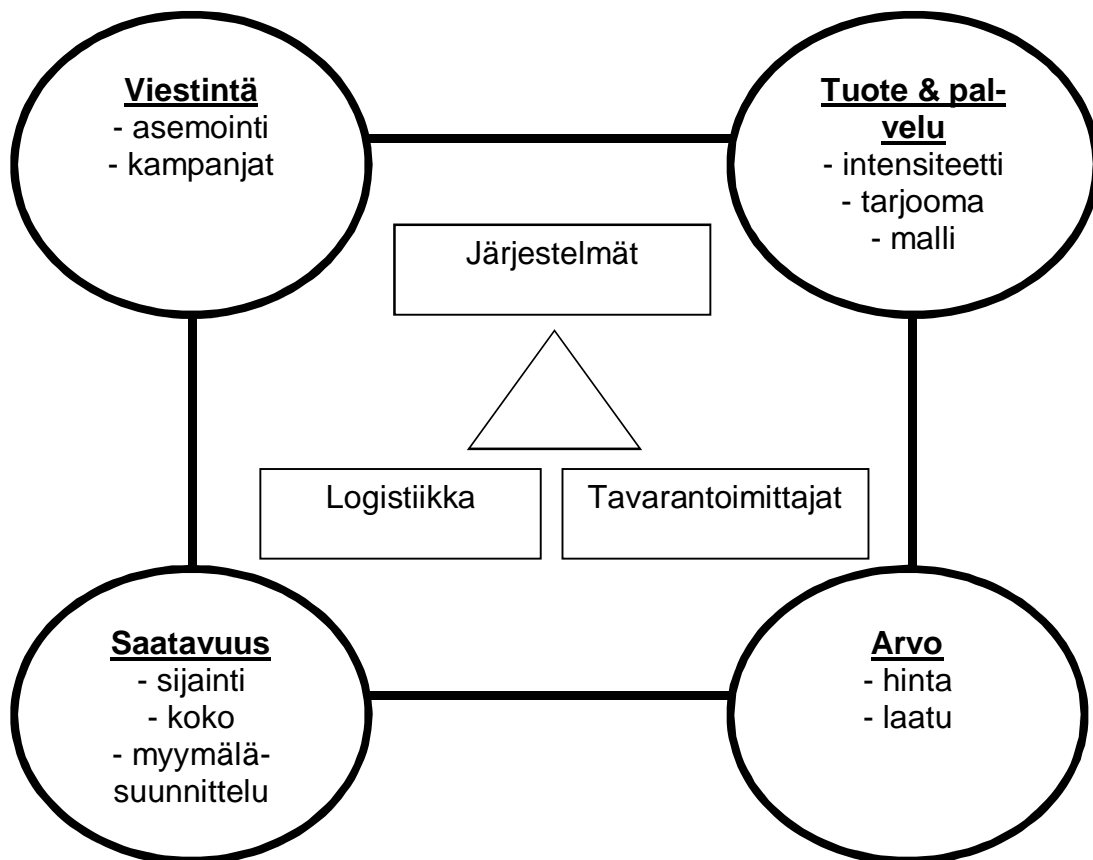 Viestintä
- asemointi
- kampanjat
Tuote & pal-
velu
- intensiteetti
- tarjooma
- malli
Järjestelmät
Logistiikka
Tavarantoimittajat
Saatavuus
- sijainti
- koko
- myymälä-
suunnittelu
Arvo
- hinta
- laatu